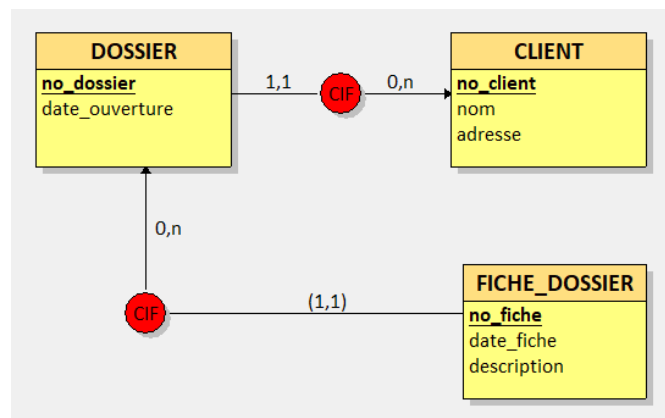 DOSSIER
no_dossier
date_ouverture
1,1
CIF
0,n
CLIENT
no_client
nom
adresse
0,n
CIF
(1,1)
FICHE_DOSSIER
no_fiche
date_fiche
description